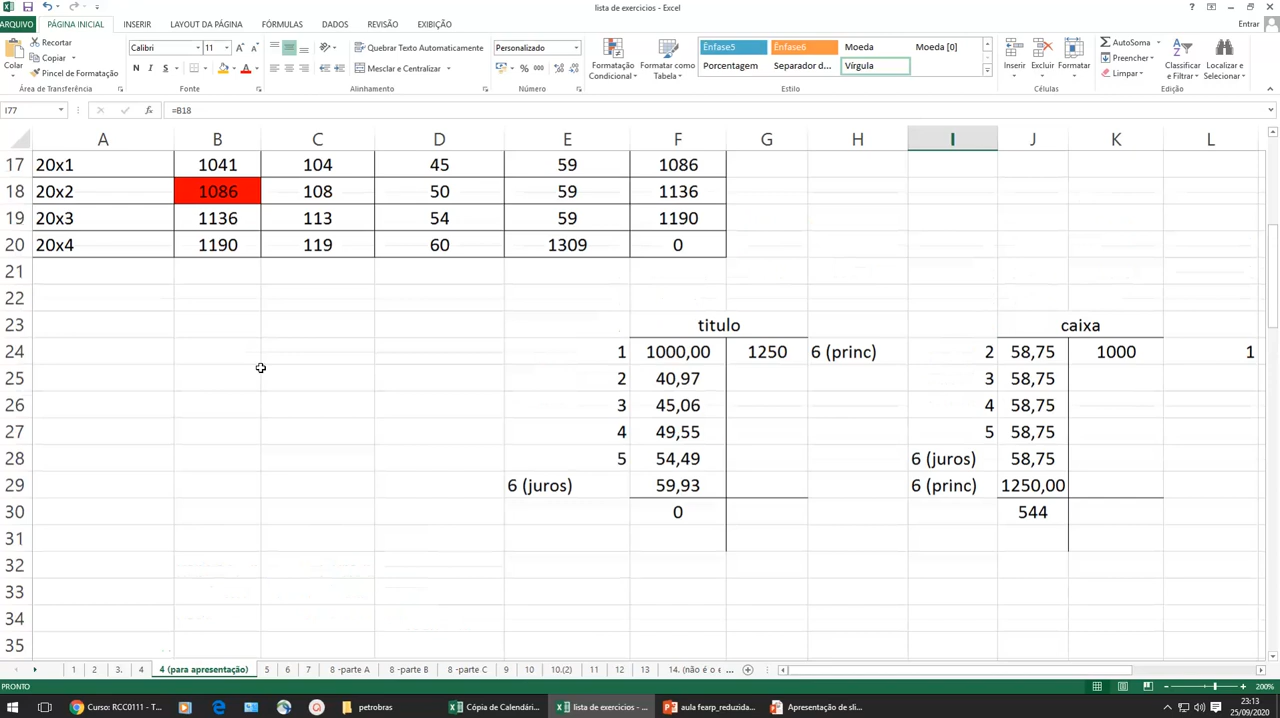 lista de exercicios - Excel
ARQUIVO PÁGINA INICIAL INSERIR LAYOUT DA PÁGINA FÓRMULAS DADOS REVISÃO EXIBIÇÃO Entrar
Colar
Recortar
Copiar
Pincel de Formatação
Área de Transferência
Calibri 11
N I S
Fonte
Quebrar Texto Automaticamente
Mesclar e Centralizar
Alinhamento
Personalizado
% 000
Número
Formatação Condicional
Formatar como Tabela
Ênfase5 Ênfase6 Moeda Moeda [0]
Porcentagem Separador d... Vírgula
Estilo
Inserir Excluir Formatar
Células
AutoSoma
Preencher
Limpar
Classificar e Filtrar
Localizar e Selecionar
Edição
I77 fx =B18
A B C D E F G H I J K L
17 20x1 1041 104 45 59 1086
18 20x2 1086 108 50 59 1136
19 20x3 1136 113 54 59 1190
20 20x4 1190 119 60 1309 0
21
22
23 titulo caixa
24 1 1000,00 1250 6 (princ) 2 58,75 1000 1
25 2 40,97 3 58,75
26 3 45,06 4 58,75
27 4 49,55 5 58,75
28 5 54,49 6 (juros) 58,75
29 6 (juros) 59,93 6 (princ) 1250,00
30 0 544
31
32
33
34
35
1 2 3. 4 4 (para apresentação) 5 6 7 8 -parte A 8 -parte B 8 -parte C 9 10 10.(2) 11 12 13 14. (não é o e ...
PRONTO 200%
Curso: RCC0111 - T... petrobras Cópia de Calendári... lista de exercicios - ... aula fearp_reduzida... Apresentação de sli...
23:13
25/09/2020